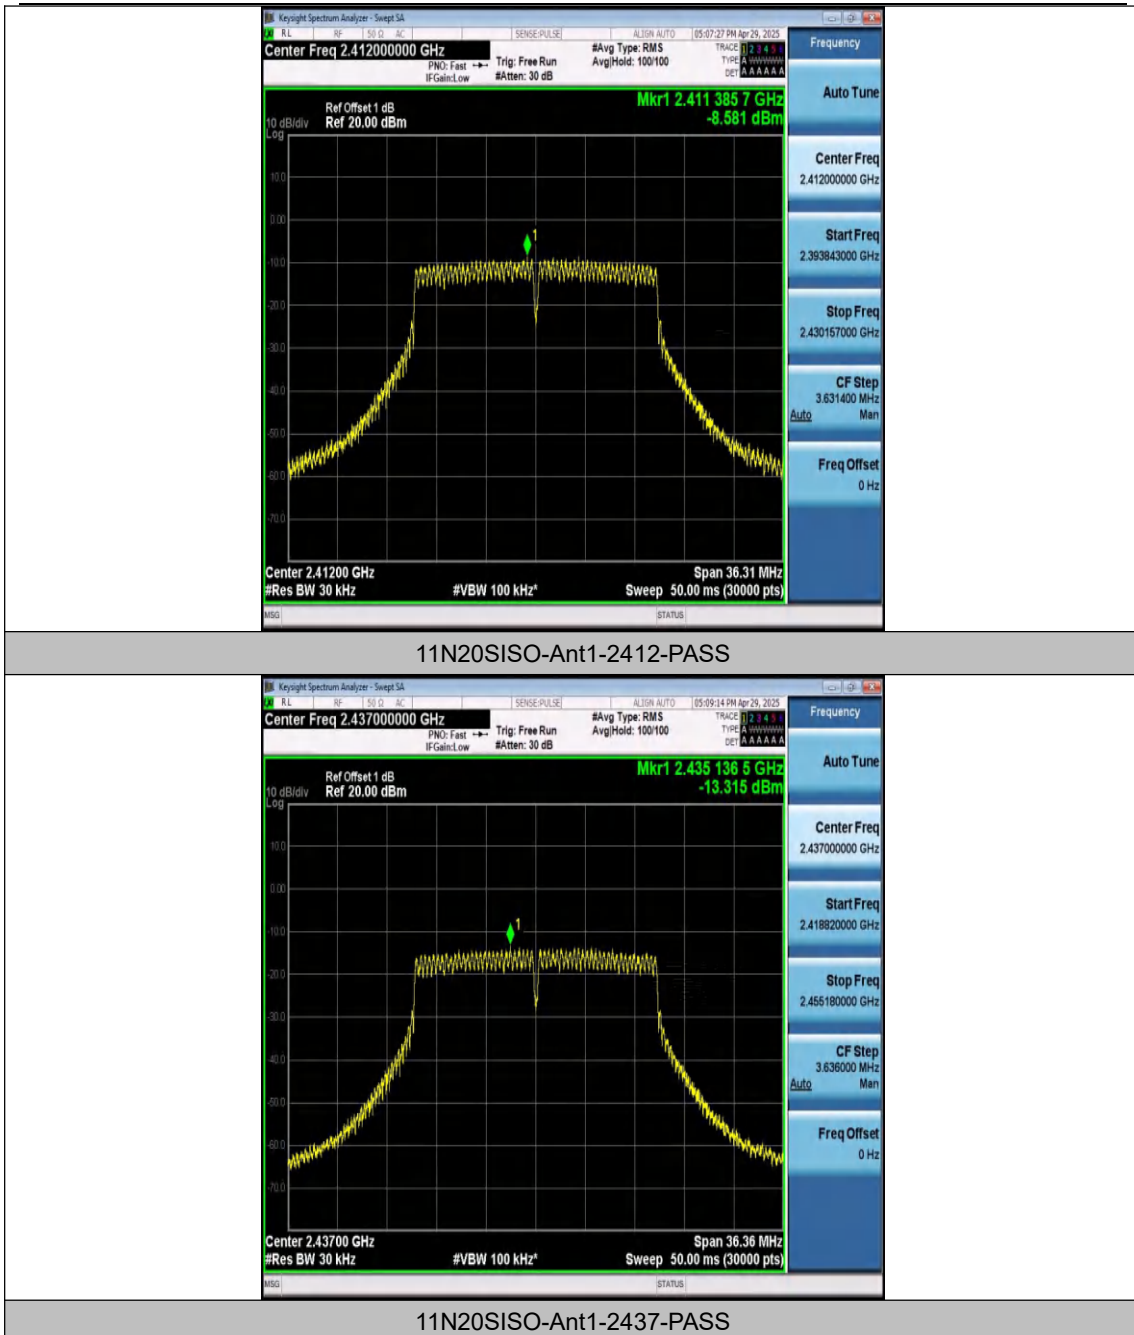 Keysight Spectrum Analyzer - Swept SA
RL RF 50 Ω AC SENSE:PULSE ALIGN AUTO 05:07:27 PM Apr 29, 2025
Center Freq 2.412000000 GHz
#Avg Type: RMS
TRACE 1 2 3 4 5
PNO: Fast
Trig: Free Run
Avg|Hold: 100/100
TYPE A
IFGain:Low
#Atten: 30 dB
DET A A A A A A
Frequency
Auto Tune
Mkr1 2.411 385 7 GHz
-8.581 dBm
Ref Offset 1 dB
10 dB/div
Ref 20.00 dBm
Log
10.0
0.00
-10.0
-20.0
-30.0
-40.0
-50.0
-60.0
-70.0
1
Center Freq
2.412000000 GHz
Start Freq
2.393843000 GHz
Stop Freq
2.430157000 GHz
CF Step
3.631400 MHz
Auto Man
Freq Offset
0 Hz
Center 2.41200 GHz
Span 36.31 MHz
#Res BW 30 kHz
#VBW 100 kHz*
Sweep 50.00 ms (30000 pts)
MSG
STATUS
11N20SISO-Ant1-2412-PASS
Keysight Spectrum Analyzer - Swept SA
RL RF 50 Ω AC SENSE:PULSE ALIGN AUTO 05:09:14 PM Apr 29, 2025
Center Freq 2.437000000 GHz
#Avg Type: RMS
TRACE 1 2 3 4 5
PNO: Fast
Trig: Free Run
Avg|Hold: 100/100
TYPE A
IFGain:Low
#Atten: 30 dB
DET A A A A A A
Frequency
Auto Tune
Mkr1 2.435 136 5 GHz
-13.315 dBm
Ref Offset 1 dB
10 dB/div
Ref 20.00 dBm
Log
10.0
0.00
-10.0
-20.0
-30.0
-40.0
-50.0
-60.0
-70.0
1
Center Freq
2.437000000 GHz
Start Freq
2.418820000 GHz
Stop Freq
2.455180000 GHz
CF Step
3.636000 MHz
Auto Man
Freq Offset
0 Hz
Center 2.43700 GHz
Span 36.36 MHz
#Res BW 30 kHz
#VBW 100 kHz*
Sweep 50.00 ms (30000 pts)
MSG
STATUS
11N20SISO-Ant1-2437-PASS